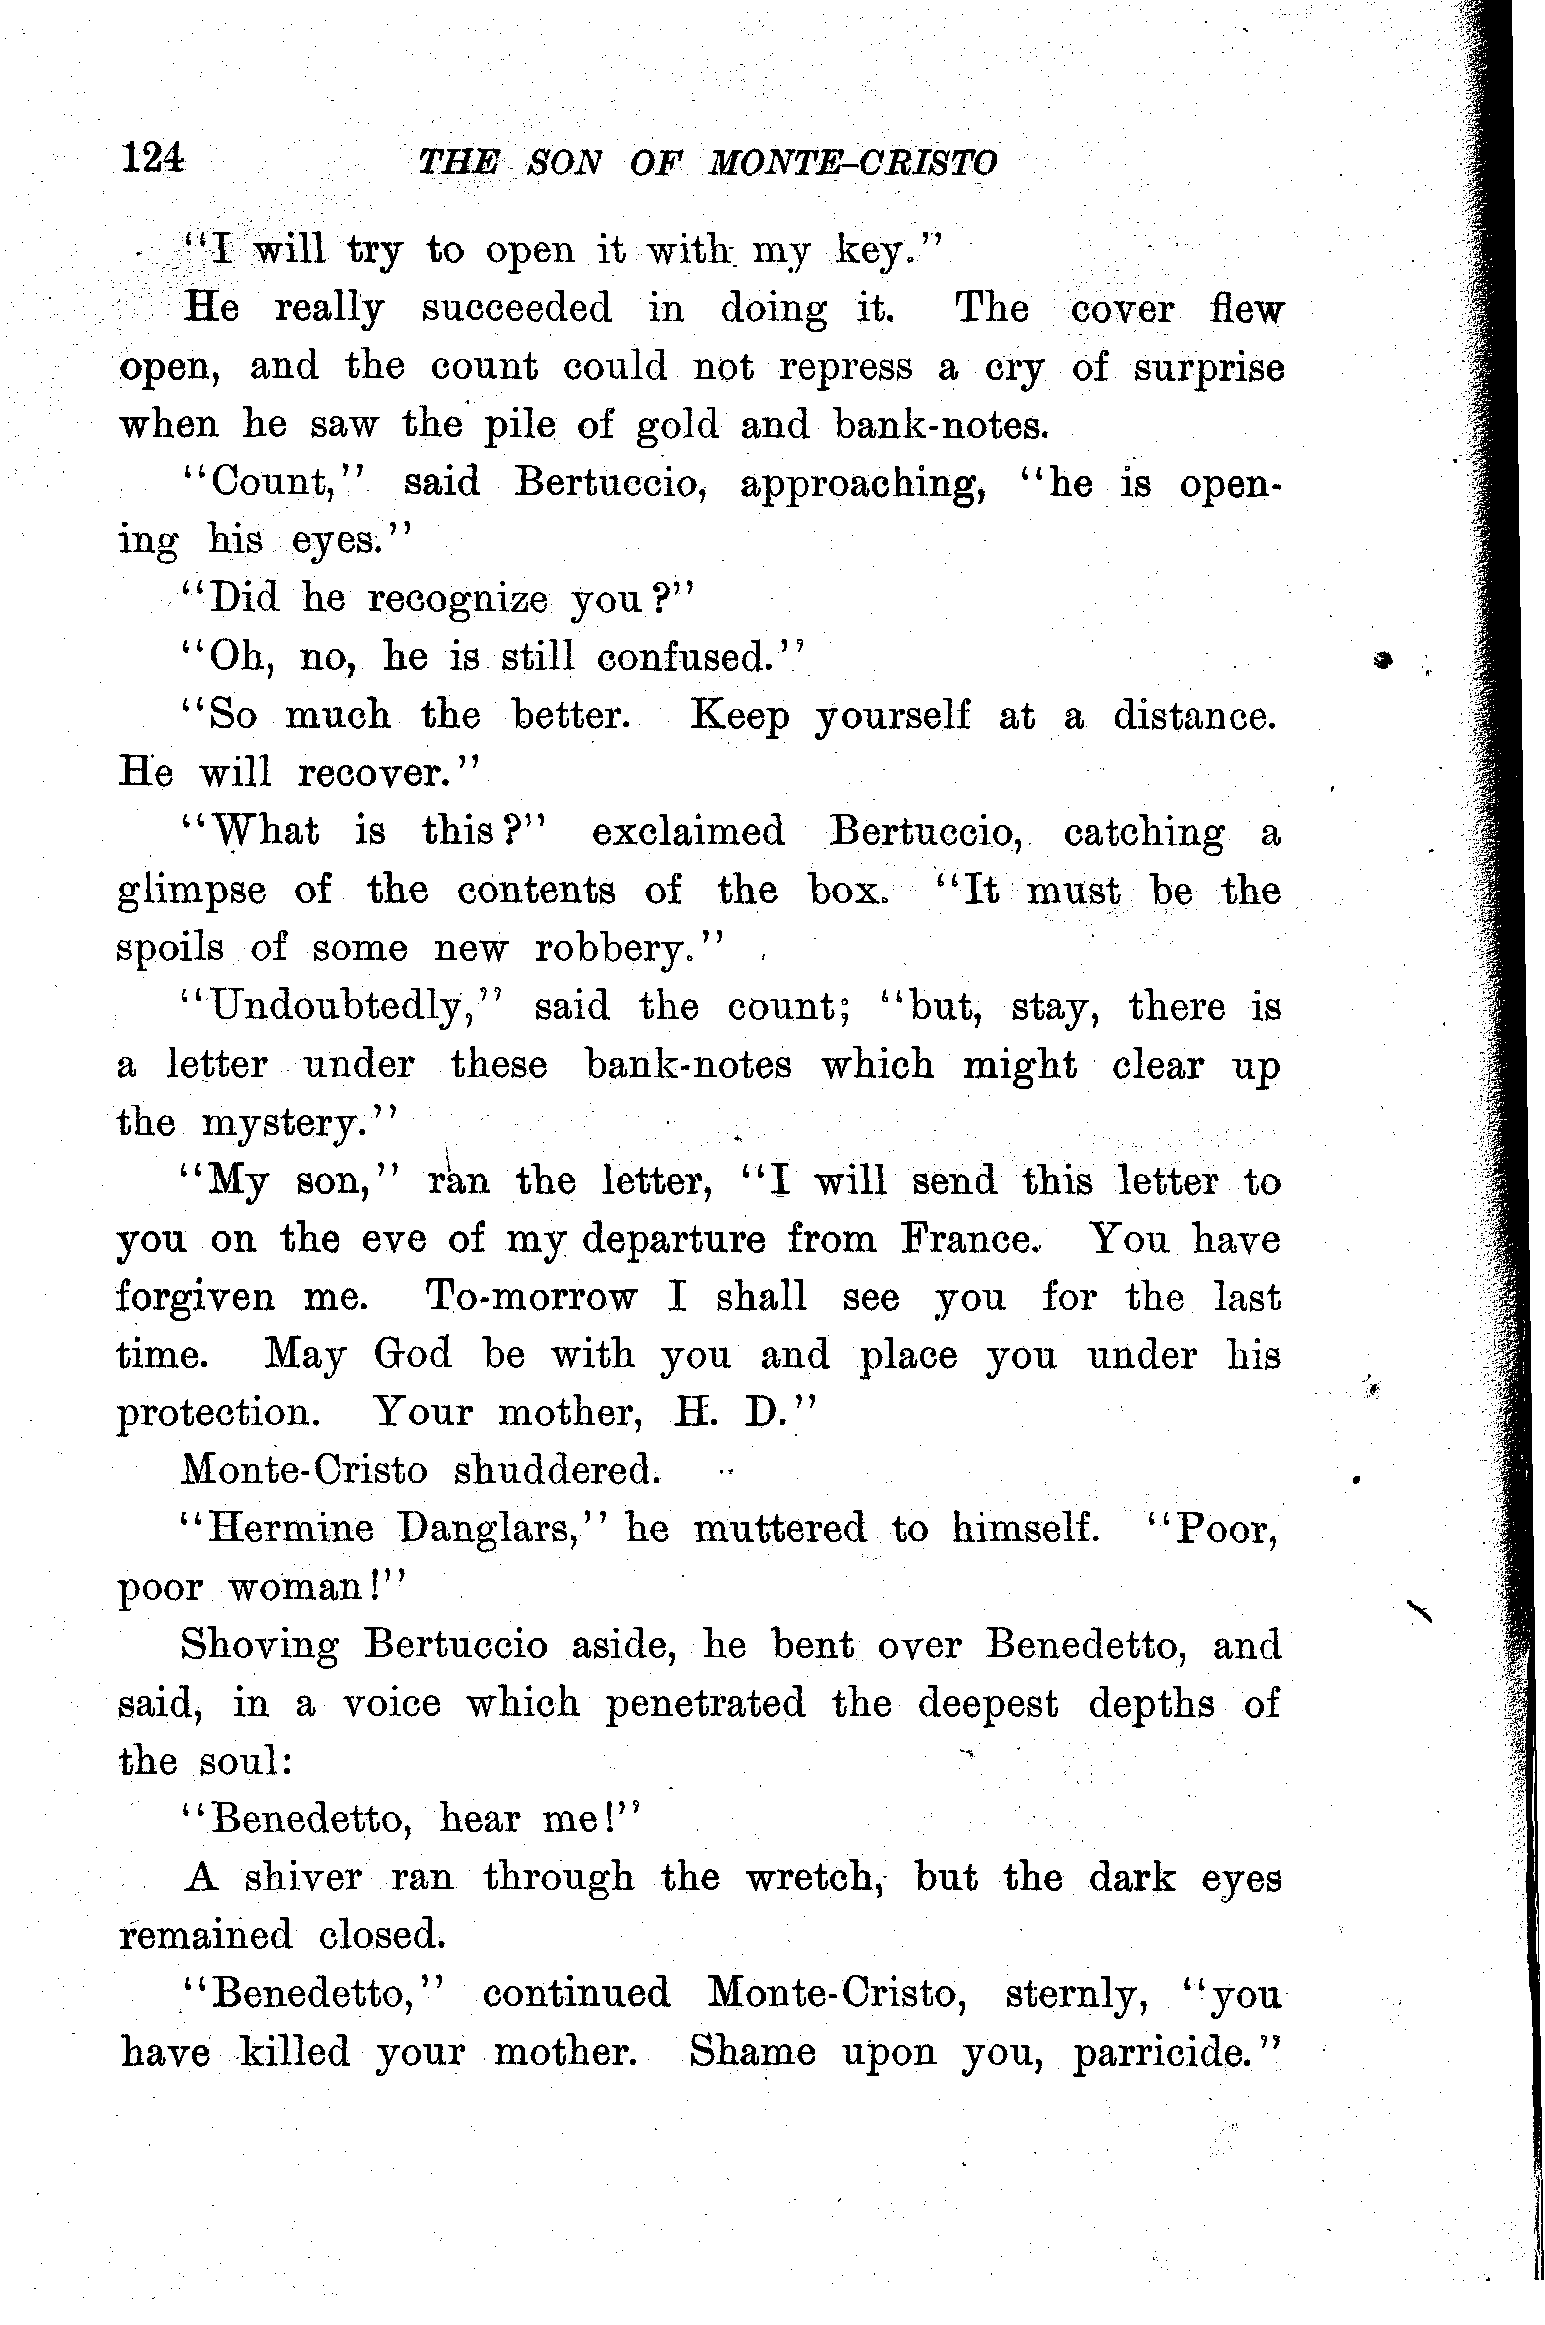 124 THE SON OF MONTE-CRISTO
"I will try to open it with my key."
He really succeeded in doing it. The cover flew
open, and the count could not repress a cry of surprise
when he saw the pile of gold and bank-notes.
"Count," said Bertuccio, approaching, "he is open-
ing his eyes."
"Did he recognize you?"
"Oh, no, he is still confused."
"So much the better. Keep yourself at a distance.
He will recover."
"What is this?" exclaimed Bertuccio, catching a
glimpse of the contents of the box. "It must be the
spoils of some new robbery."
"Undoubtedly," said the count; "but, stay, there is
a letter under these bank-notes which might clear up
the mystery."
"My son," ran the letter, "I will send this letter to
you on the eve of my departure from France. You have
forgiven me. To-morrow I shall see you for the last
time. May God be with you and place you under his
protection. Your mother, H. D."
Monte-Cristo shuddered.
"Hermine Danglars," he muttered to himself. "Poor,
poor woman!"
Shoving Bertuccio aside, he bent over Benedetto, and
said, in a voice which penetrated the deepest depths of
the soul:
"Benedetto, hear me!"
A shiver ran through the wretch, but the dark eyes
remained closed.
"Benedetto," continued Monte-Cristo, sternly, "you
have killed your mother. Shame upon you, parricide."